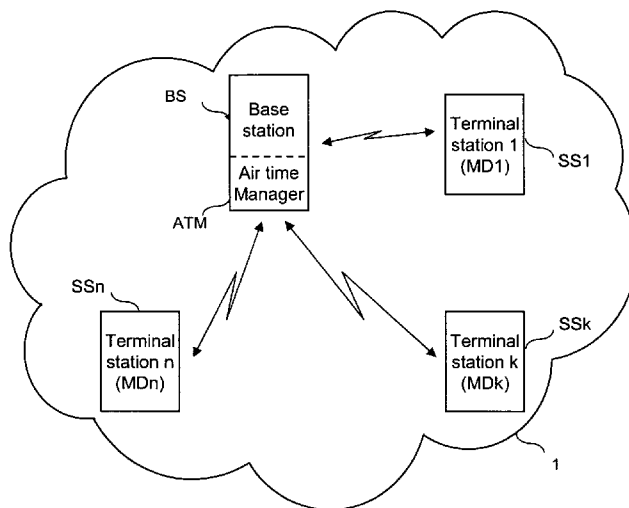 BS
Base
station
Air time
Manager
ATM
Terminal
station 1
(MD1)
SS1
SSn
Terminal
station n
(MDn)
Terminal
station k
(MDk)
SSk
1